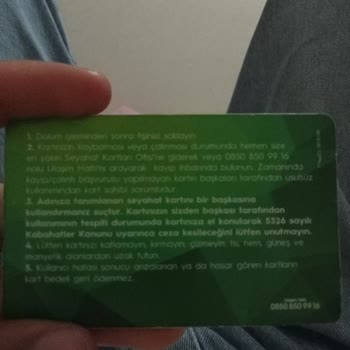 1. Dolum işleminden sonra fişinizi saklayın.
2. Kartınızın kaybolması veya çalınması durumunda hemen size
en yakın Seyahat Kartları Ofisi'ne giderek veya 0850 850 99 16
nolu Ulaşım Hattı'nı arayarak kayıp ihbarında bulunun. Zamanında
kayıp/çalıntı başvurusu yapılmayan kartın başkaları tarafından usulsüz
kullanımından kart sahibi sorumludur.
3. Adınıza tanımlanan seyahat kartını bir başkasına
kullandırmanız suçtur. Kartınızın sizden başkası tarafından
kullanımının tespiti durumunda kartınıza el konularak 5326 sayılı
Kabahatler Kanunu uyarınca ceza kesileceğini lütfen unutmayın.
4. Lütfen kartınızı katlamayın, kırmayın, çizmeyin; ısı, nem, güneş ve
manyetik alanlardan uzak tutun.
5. Kullanıcı hatası sonucu arızalanan ya da hasar gören kartların
kart bedeli geri ödenmez.
0850 850 99 16